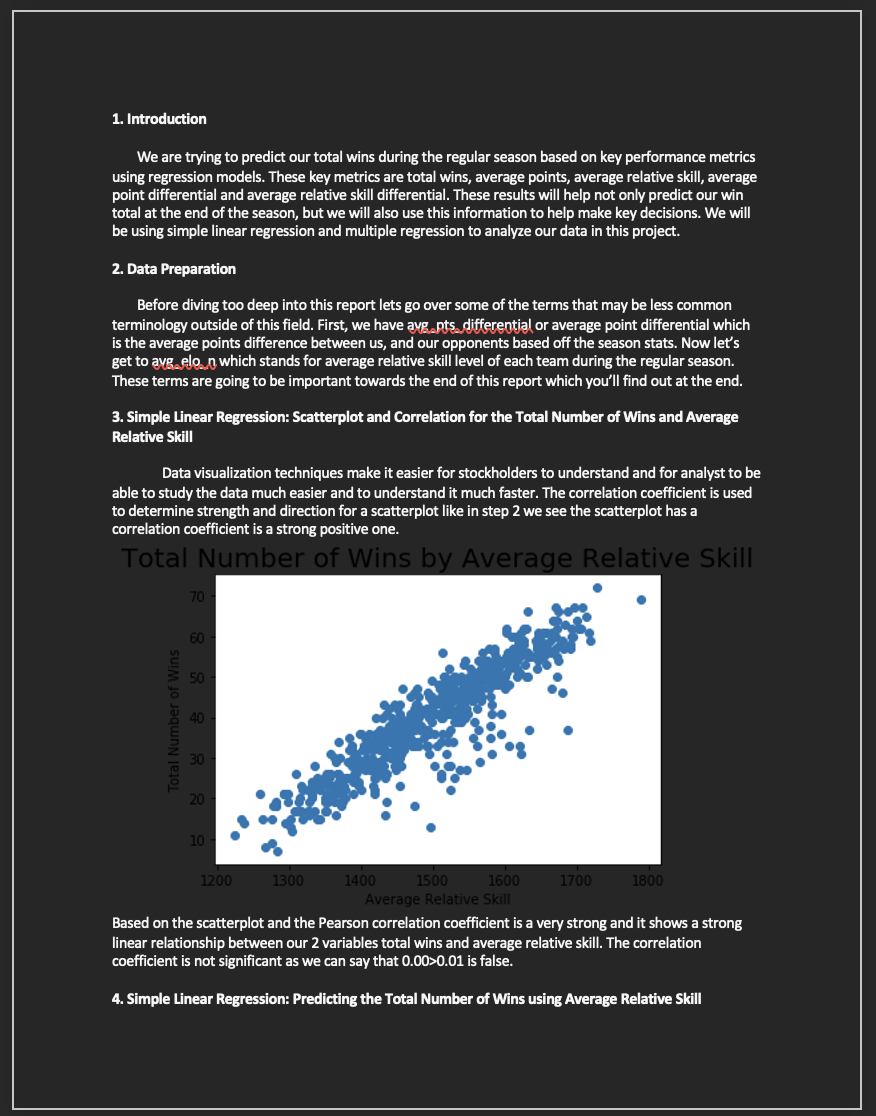 1. Introduction
We are trying to predict our total wins during the regular season based on key performance metrics
using regression models. These key metrics are total wins, average points, average relative skill, average
point differential and average relative skill differential. These results will help not only predict our win
total at the end of the season, but we will also use this information to help make key decisions. We will
be using simple linear regression and multiple regression to analyze our data in this project.
2. Data Preparation
Before diving too deep into this report lets go over some of the terms that may be less common
terminology outside of this field. First, we have avg_pts_differential or average point differential which
is the average points difference between us, and our opponents based off the season stats. Now let's
get to avg_elo_n which stands for average relative skill level of each team during the regular season.
These terms are going to be important towards the end of this report which you'll find out at the end.
3. Simple Linear Regression: Scatterplot and Correlation for the Total Number of Wins and Average
Relative Skill
Data visualization techniques make it easier for stockholders to understand and for analyst to be
able to study the data much easier and to understand it much faster. The correlation coefficient is used
to determine strength and direction for a scatterplot like in step 2 we see the scatterplot has a
correlation coefficient is a strong positive one.
Total Number of Wins by Average Relative Skill
70
60
50
40
30
20
10
Total Number of Wins
1200 1300 1400 1500 1600 1700 1800
Average Relative Skill
Based on the scatterplot and the Pearson correlation coefficient is a very strong and it shows a strong
linear relationship between our 2 variables total wins and average relative skill. The correlation
coefficient is not significant as we can say that 0.00>0.01 is false.
4. Simple Linear Regression: Predicting the Total Number of Wins using Average Relative Skill